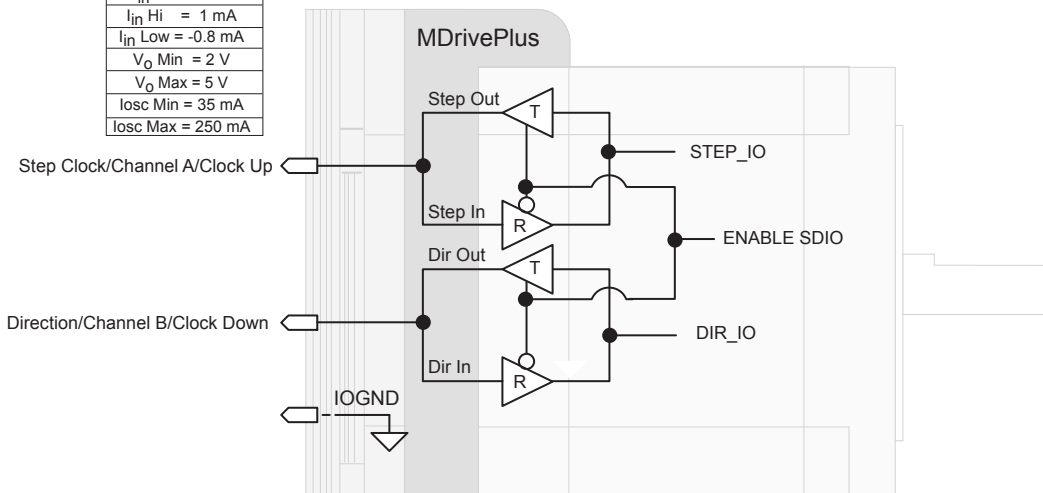 in
Iin Hi = 1 mA
Iin Low = -0.8 mA
VO Min = 2 V
VO Max = 5 V
Iosc Min = 35 mA
Iosc Max = 250 mA
MDrivePlus
Step Out
T
Step Clock/Channel A/Clock Up
STEP_IO
Step In
R
ENABLE SDIO
Dir Out
T
Direction/Channel B/Clock Down
DIR_IO
Dir In
R
IOGND